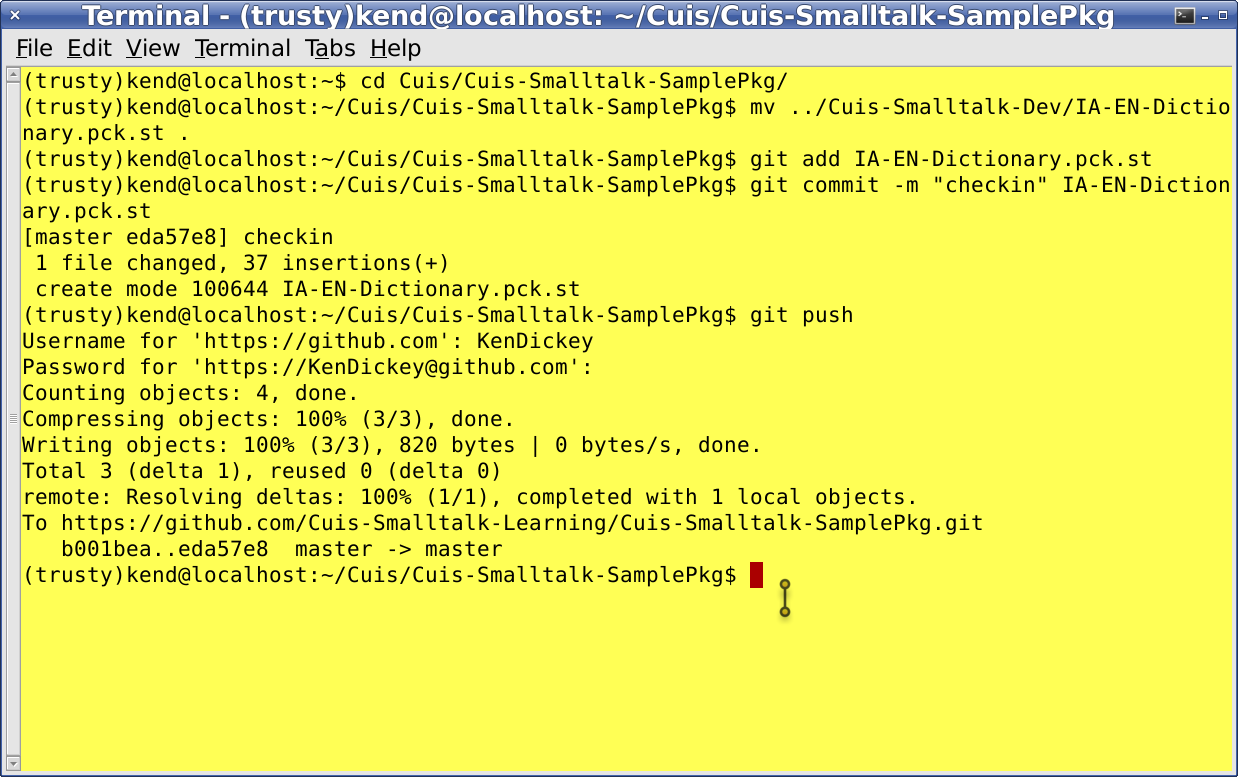 Terminal - (trusty)kend@localhost: ~/Cuis/Cuis-Smalltalk-SamplePkg
File Edit View Terminal Tabs Help
(trusty)kend@localhost:~$ cd Cuis/Cuis-Smalltalk-SamplePkg/
(trusty)kend@localhost:~/Cuis/Cuis-Smalltalk-SamplePkg$ mv ../Cuis-Smalltalk-Dev/IA-EN-Dictio
nary.pck.st .
(trusty)kend@localhost:~/Cuis/Cuis-Smalltalk-SamplePkg$ git add IA-EN-Dictionary.pck.st
(trusty)kend@localhost:~/Cuis/Cuis-Smalltalk-SamplePkg$ git commit -m "checkin" IA-EN-Diction
ary.pck.st
[master eda57e8] checkin
 1 file changed, 37 insertions(+)
 create mode 100644 IA-EN-Dictionary.pck.st
(trusty)kend@localhost:~/Cuis/Cuis-Smalltalk-SamplePkg$ git push
Username for 'https://github.com': KenDickey
Password for 'https://KenDickey@github.com':
Counting objects: 4, done.
Compressing objects: 100% (3/3), done.
Writing objects: 100% (3/3), 820 bytes | 0 bytes/s, done.
Total 3 (delta 1), reused 0 (delta 0)
remote: Resolving deltas: 100% (1/1), completed with 1 local objects.
To https://github.com/Cuis-Smalltalk-Learning/Cuis-Smalltalk-SamplePkg.git
   b001bea..eda57e8  master -> master
(trusty)kend@localhost:~/Cuis/Cuis-Smalltalk-SamplePkg$